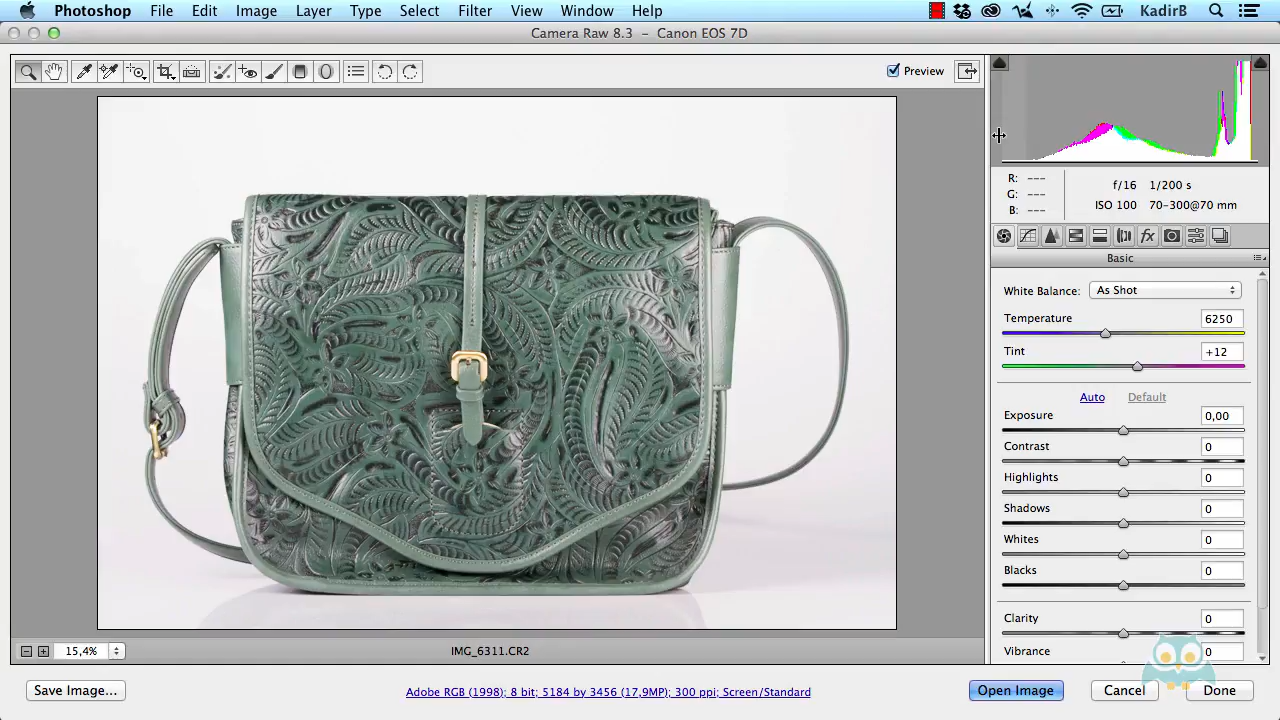 Photoshop File Edit Image Layer Type Select Filter View Window Help KadirB
Camera Raw 8.3 - Canon EOS 7D
Preview
R: ---
G: ---
B: ---
f/16 1/200 s
ISO 100 70-300@70 mm
Basic
White Balance: As Shot
Temperature 6250
Tint +12
Auto Default
Exposure 0,00
Contrast 0
Highlights 0
Shadows 0
Whites 0
Blacks 0
Clarity 0
Vibrance 0
15,4% IMG_6311.CR2
Save Image... Adobe RGB (1998); 8 bit; 5184 by 3456 (17,9MP); 300 ppi; Screen/Standard Open Image Cancel Done